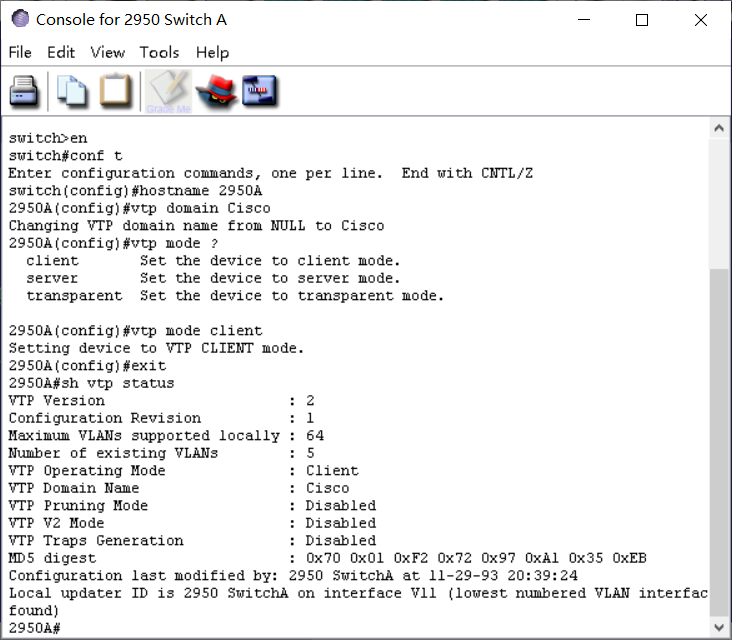 Console for 2950 Switch A
File Edit View Tools Help
Grade Me
switch>en
switch#conf t
Enter configuration commands, one per line.  End with CNTL/Z
switch(config)#hostname 2950A
2950A(config)#vtp domain Cisco
Changing VTP domain name from NULL to Cisco
2950A(config)#vtp mode ?
  client       Set the device to client mode.
  server       Set the device to server mode.
  transparent  Set the device to transparent mode.
2950A(config)#vtp mode client
Setting device to VTP CLIENT mode.
2950A(config)#exit
2950A#sh vtp status
VTP Version                     : 2
Configuration Revision          : 1
Maximum VLANs supported locally : 64
Number of existing VLANs        : 5
VTP Operating Mode              : Client
VTP Domain Name                 : Cisco
VTP Pruning Mode                : Disabled
VTP V2 Mode                     : Disabled
VTP Traps Generation            : Disabled
MD5 digest                      : 0x70 0x01 0xF2 0x72 0x97 0xA1 0x35 0xEB
Configuration last modified by: 2950 SwitchA at 11-29-93 20:39:24
Local updater ID is 2950 SwitchA on interface Vl1 (lowest numbered VLAN interfac
found)
2950A#